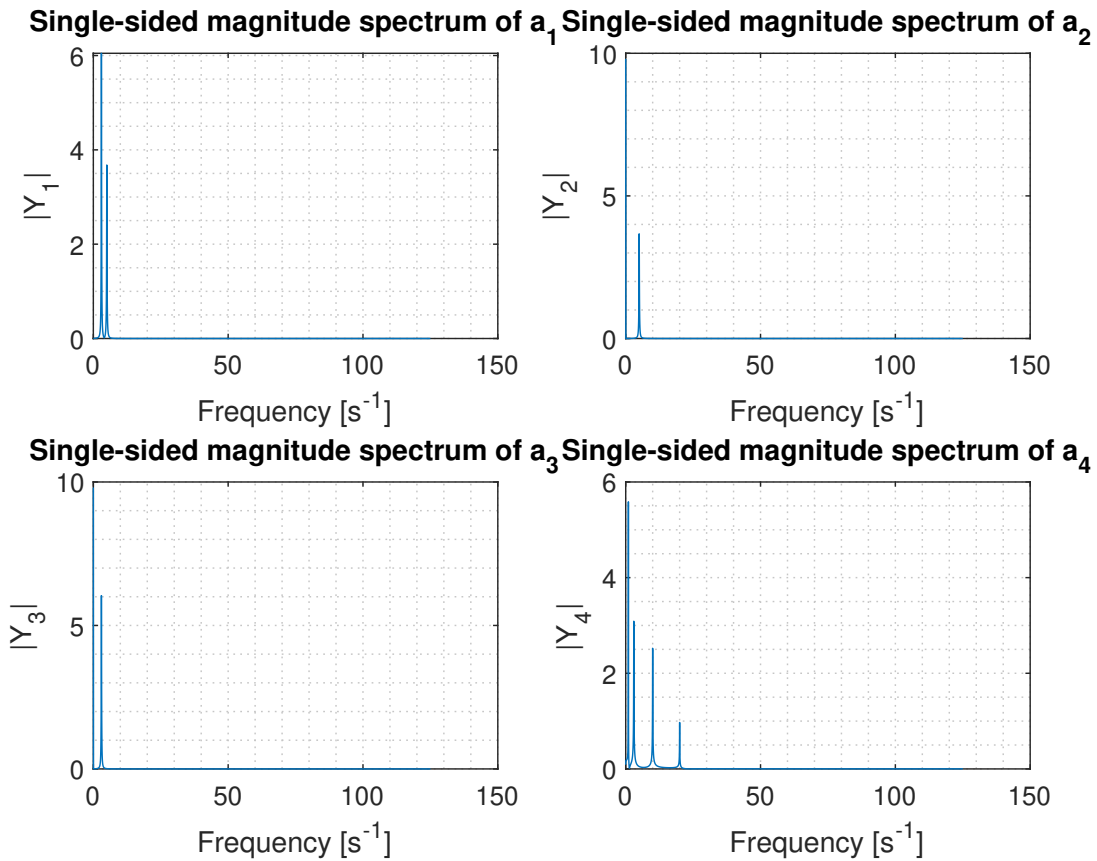 Single-sided magnitude spectrum of a₁
6
4
2
0
|Y₁|
0 50 100 150
Frequency [s⁻¹]
Single-sided magnitude spectrum of a₂
10
5
0
|Y₂|
0 50 100 150
Frequency [s⁻¹]
Single-sided magnitude spectrum of a₃
10
5
0
|Y₃|
0 50 100 150
Frequency [s⁻¹]
Single-sided magnitude spectrum of a₄
6
4
2
0
|Y₄|
0 50 100 150
Frequency [s⁻¹]